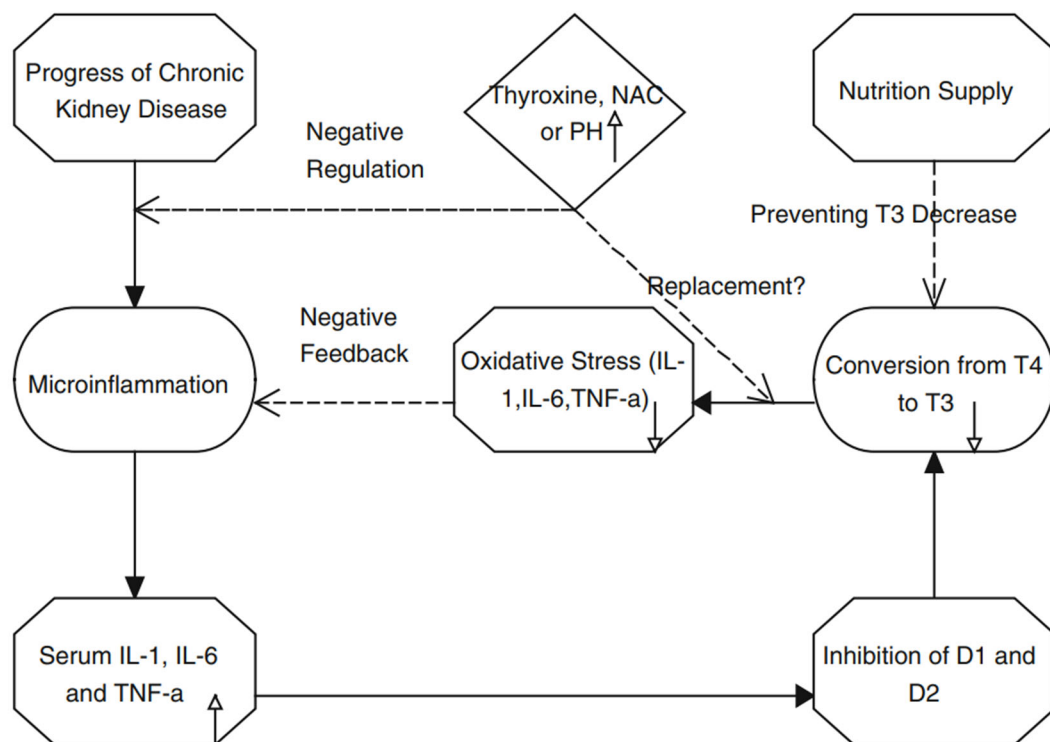 Progress of Chronic
Kidney Disease
Thyroxine, NAC
or PH
Nutrition Supply
Negative
Regulation
Preventing T3 Decrease
Replacement?
Negative
Feedback
Microinflammation
Oxidative Stress (IL-
1,IL-6,TNF-a)
Conversion from T4
to T3
Serum IL-1, IL-6
and TNF-a
Inhibition of D1 and
D2